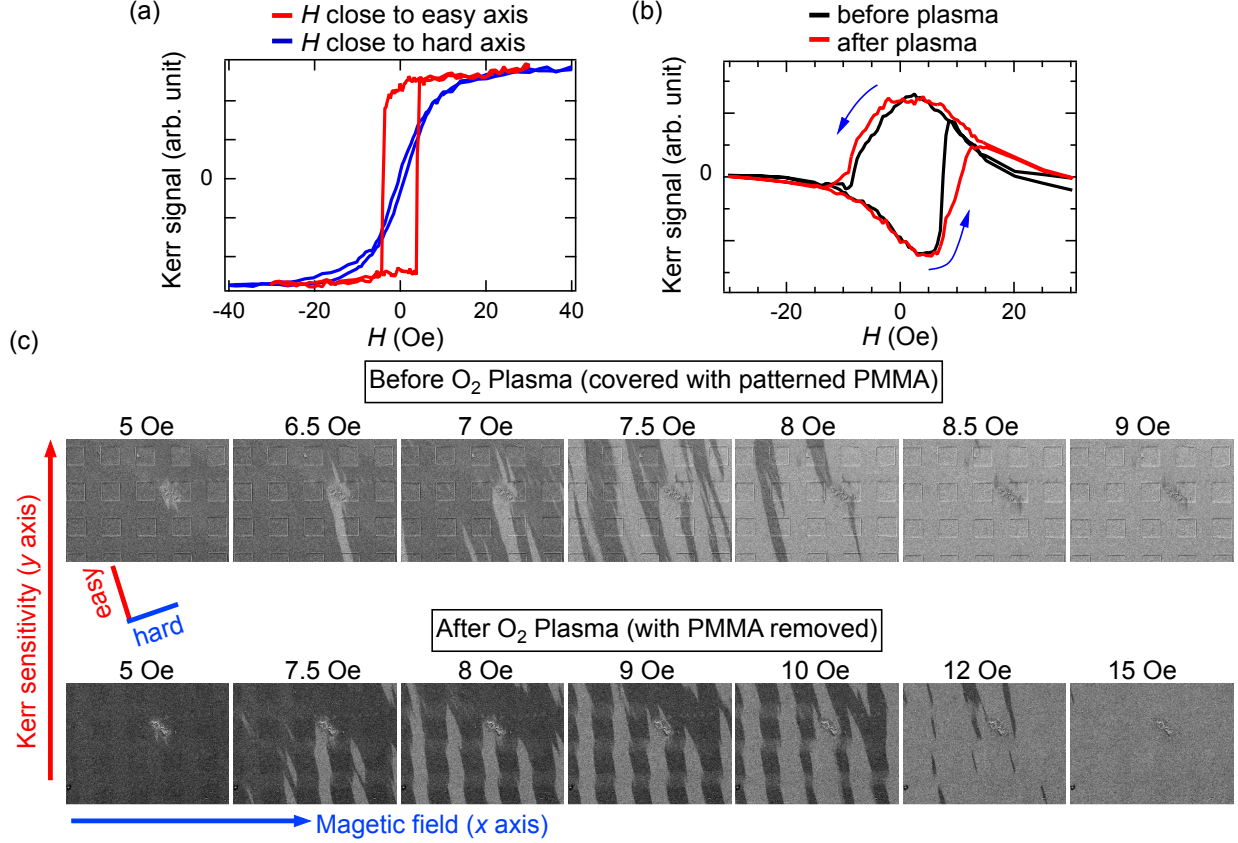 (a)
H close to easy axis
H close to hard axis
Kerr signal (arb. unit)
0
-40
-20
0
20
40
H (Oe)
(b)
before plasma
after plasma
Kerr signal (arb. unit)
0
-20
0
20
H (Oe)
(c)
Before O₂ Plasma (covered with patterned PMMA)
5 Oe
6.5 Oe
7 Oe
7.5 Oe
8 Oe
8.5 Oe
9 Oe
Kerr sensitivity (y axis)
easy
hard
After O₂ Plasma (with PMMA removed)
5 Oe
7.5 Oe
8 Oe
9 Oe
10 Oe
12 Oe
15 Oe
Magetic field (x axis)